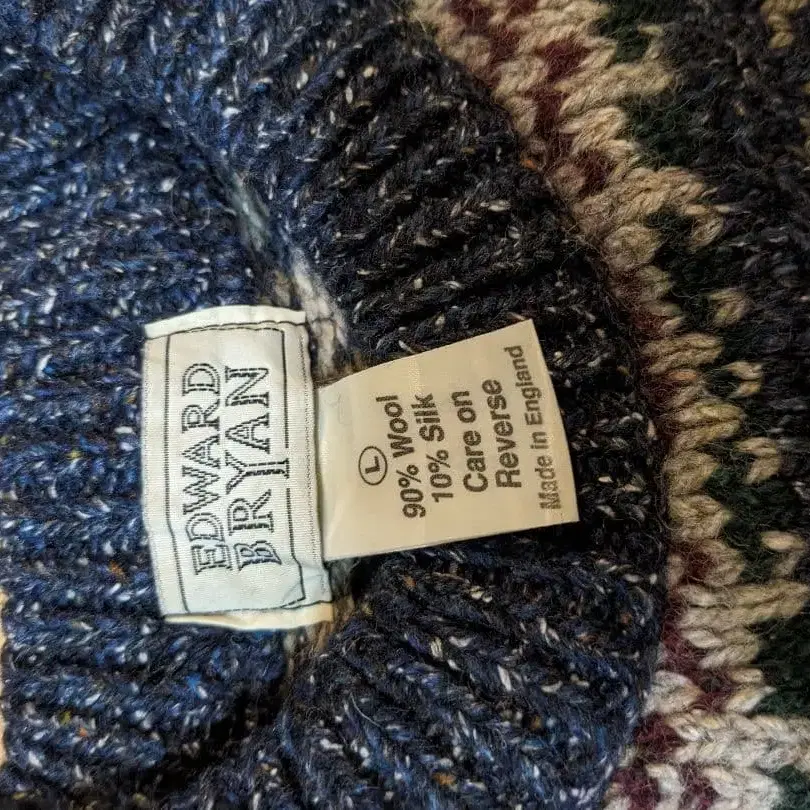 EDWARD
BRYAN
L
90% Wool
10% Silk
Care on
Reverse
Made in England